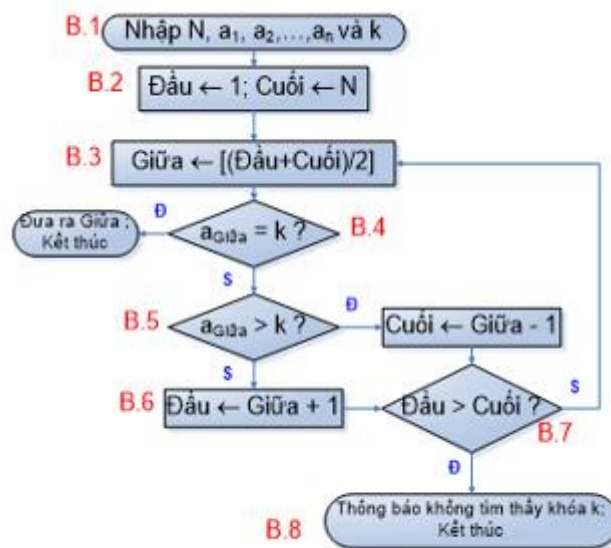 B.1
Nhập N, a₁, a₂,...,aₙ và k
B.2
Đầu ← 1; Cuối ← N
B.3
Giữa ← [(Đầu+Cuối)/2]
Đưa ra Giữa ;
Kết thúc
Đ
a Giữa = k ?
B.4
S
B.5
a Giữa > k ?
Đ
Cuối ← Giữa - 1
S
B.6
Đầu ← Giữa + 1
Đầu > Cuối ?
S
B.7
Đ
B.8
Thông báo không tìm thấy khóa k;
Kết thúc